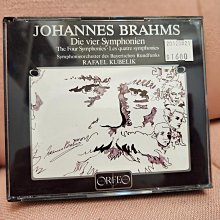 JOHANNES BRAHMS
Die vier Symphonien
The Four Symphonies · Les quatre symphonies
Symphonieorchester des Bayerischen Rundfunks
RAFAEL KUBELIK
ORFEO